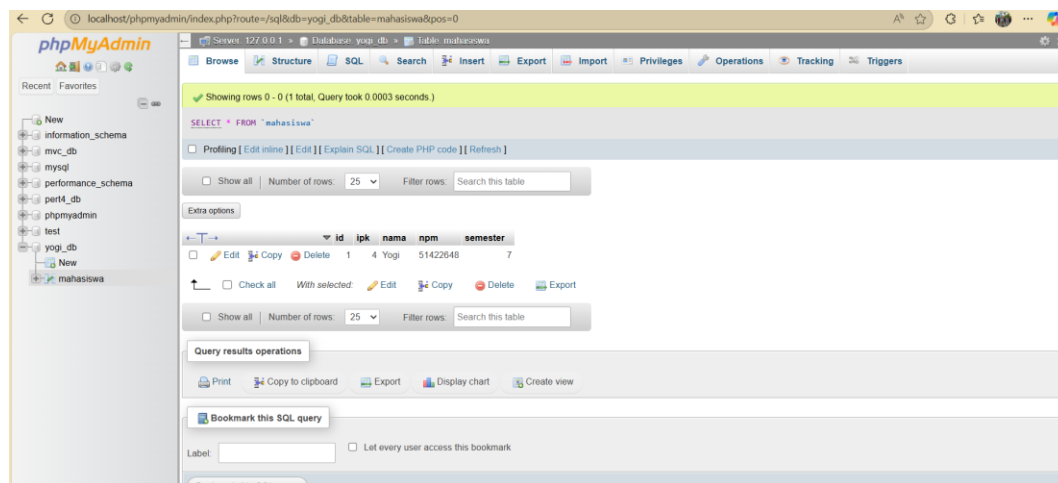 localhost/phpmyadmin/index.php?route=/sql&db=yogi_db&table=mahasiswa&pos=0
phpMyAdmin
Recent Favorites
New
information_schema
mvc_db
mysql
performance_schema
pert4_db
phpmyadmin
test
yogi_db
New
mahasiswa
Server: 127.0.0.1 » Database: yogi_db » Table: mahasiswa
Browse Structure SQL Search Insert Export Import Privileges Operations Tracking Triggers
Showing rows 0 - 0 (1 total, Query took 0.0003 seconds.)
SELECT * FROM `mahasiswa`
Profiling [ Edit inline ] [ Edit ] [ Explain SQL ] [ Create PHP code ] [ Refresh ]
Show all Number of rows: 25 Filter rows: Search this table
Extra options
id ipk nama npm semester
Edit Copy Delete 1 4 Yogi 51422648 7
Check all With selected: Edit Copy Delete Export
Show all Number of rows: 25 Filter rows: Search this table
Query results operations
Print Copy to clipboard Export Display chart Create view
Bookmark this SQL query
Label: Let every user access this bookmark